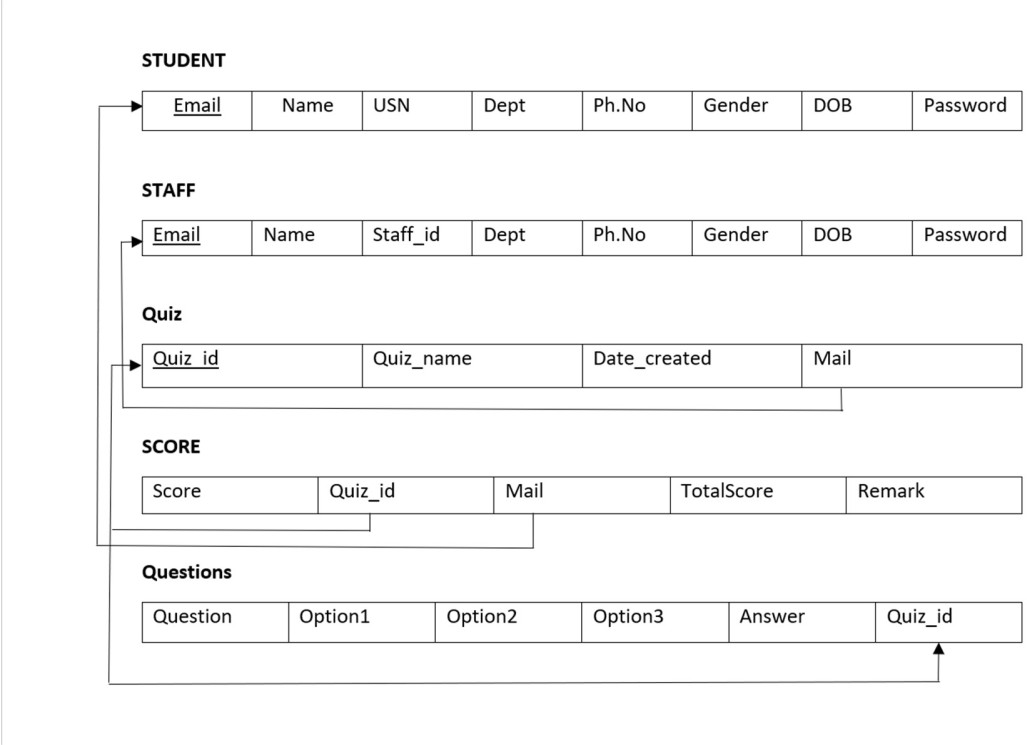 STUDENT
Email Name USN Dept Ph.No Gender DOB Password
STAFF
Email Name Staff_id Dept Ph.No Gender DOB Password
Quiz
Quiz_id Quiz_name Date_created Mail
SCORE
Score Quiz_id Mail TotalScore Remark
Questions
Question Option1 Option2 Option3 Answer Quiz_id